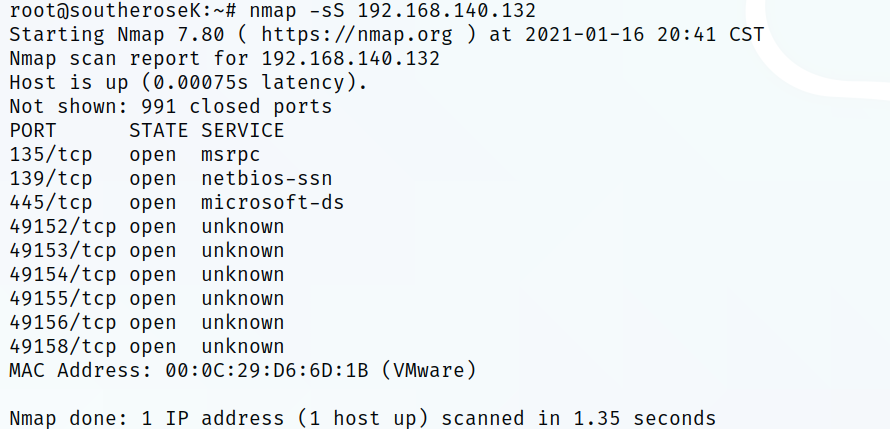 root@southeroseK:~# nmap -sS 192.168.140.132
Starting Nmap 7.80 ( https://nmap.org ) at 2021-01-16 20:41 CST
Nmap scan report for 192.168.140.132
Host is up (0.00075s latency).
Not shown: 991 closed ports
PORT      STATE SERVICE
135/tcp   open  msrpc
139/tcp   open  netbios-ssn
445/tcp   open  microsoft-ds
49152/tcp open  unknown
49153/tcp open  unknown
49154/tcp open  unknown
49155/tcp open  unknown
49156/tcp open  unknown
49158/tcp open  unknown
MAC Address: 00:0C:29:D6:6D:1B (VMware)
Nmap done: 1 IP address (1 host up) scanned in 1.35 seconds